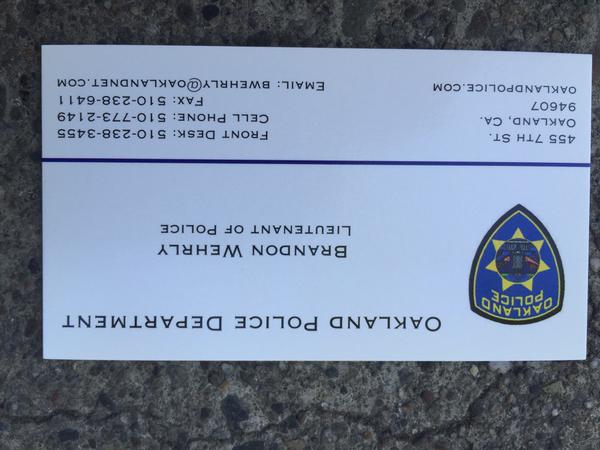 OAKLAND POLICE DEPARTMENT
OAKLAND
POLICE
BRANDON WEHRLY
LIEUTENANT OF POLICE
455 7TH ST.
OAKLAND, CA.
94607
OAKLANDPOLICE.COM
FRONT DESK: 510-238-3455
CELL PHONE: 510-773-2149
FAX: 510-238-6411
EMAIL: BWEHRLY@OAKLANDNET.COM